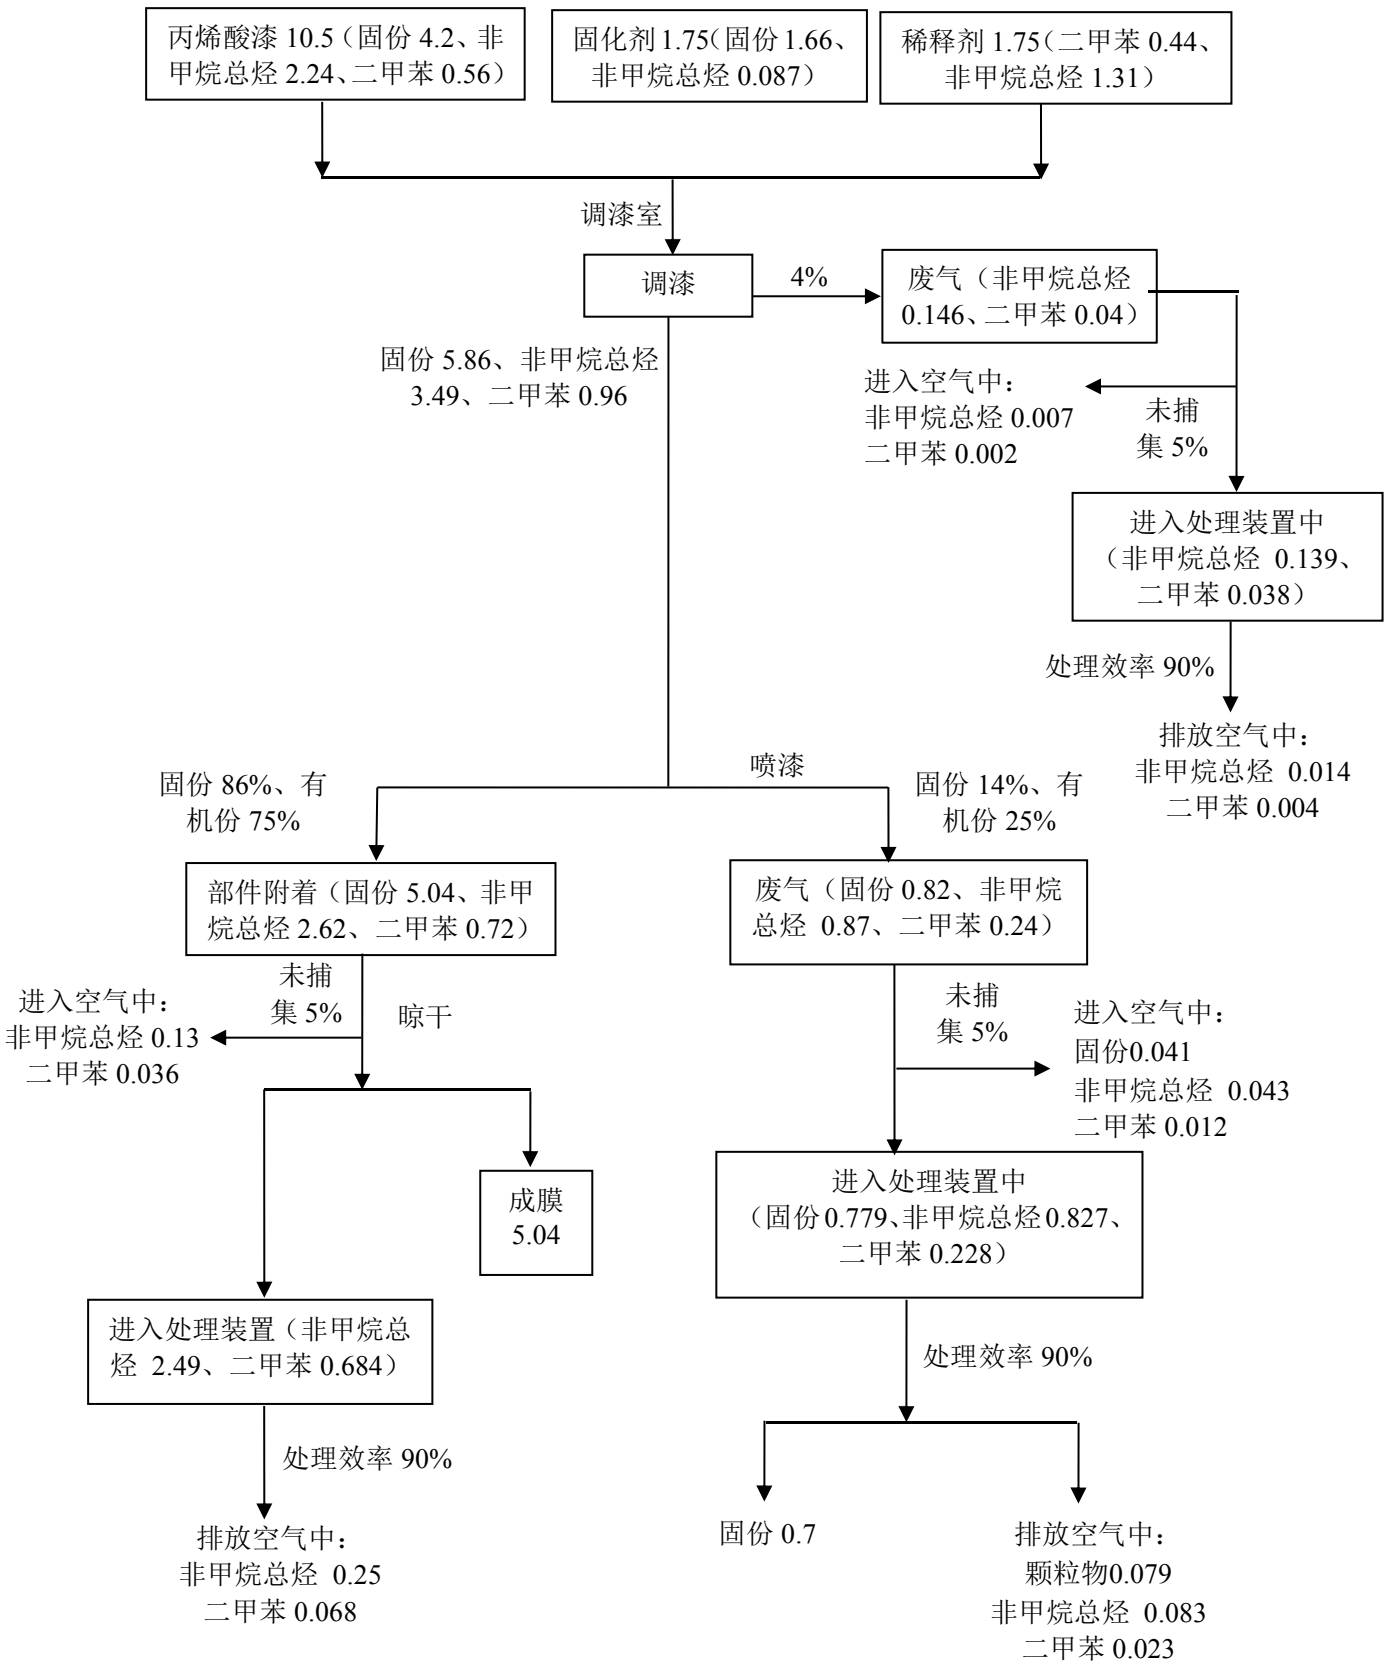 丙烯酸漆 10.5（固份 4.2、非
甲烷总烃 2.24、二甲苯 0.56）
固化剂 1.75（固份 1.66、
非甲烷总烃 0.087）
稀释剂 1.75（二甲苯 0.44、
非甲烷总烃 1.31）
调漆室
调漆
4%
废气（非甲烷总烃
0.146、二甲苯 0.04）
固份 5.86、非甲烷总烃
3.49、二甲苯 0.96
进入空气中：
非甲烷总烃 0.007
二甲苯 0.002
未捕
集 5%
进入处理装置中
（非甲烷总烃 0.139、
二甲苯 0.038）
处理效率 90%
排放空气中：
非甲烷总烃 0.014
二甲苯 0.004
喷漆
固份 86%、有
机份 75%
固份 14%、有
机份 25%
部件附着（固份 5.04、非甲
烷总烃 2.62、二甲苯 0.72）
废气（固份 0.82、非甲烷
总烃 0.87、二甲苯 0.24）
未捕
集 5%
晾干
进入空气中：
非甲烷总烃 0.13
二甲苯 0.036
未捕
集 5%
进入空气中：
固份0.041
非甲烷总烃 0.043
二甲苯 0.012
成膜
5.04
进入处理装置中
（固份 0.779、非甲烷总烃 0.827、
二甲苯 0.228）
进入处理装置（非甲烷总
烃 2.49、二甲苯 0.684）
处理效率 90%
处理效率 90%
排放空气中：
非甲烷总烃 0.25
二甲苯 0.068
固份 0.7
排放空气中：
颗粒物0.079
非甲烷总烃 0.083
二甲苯 0.023